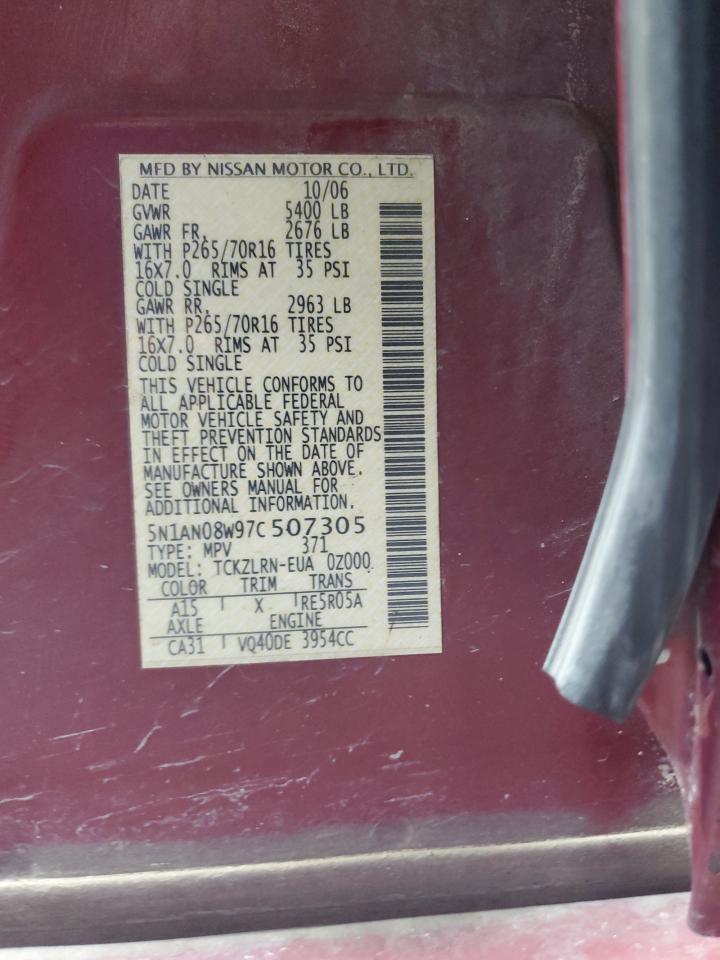 MFD BY NISSAN MOTOR CO., LTD.
DATE 10/06
GVWR 5400 LB
GAWR FR. 2676 LB
WITH P265/70R16 TIRES
16X7.0 RIMS AT 35 PSI
COLD SINGLE
GAWR RR. 2963 LB
WITH P265/70R16 TIRES
16X7.0 RIMS AT 35 PSI
COLD SINGLE
THIS VEHICLE CONFORMS TO
ALL APPLICABLE FEDERAL
MOTOR VEHICLE SAFETY AND
THEFT PREVENTION STANDARDS
IN EFFECT ON THE DATE OF
MANUFACTURE SHOWN ABOVE.
SEE OWNERS MANUAL FOR
ADDITIONAL INFORMATION.
5N1AN08W97C507305
TYPE: MPV 371
MODEL: TCKZLRN-EUA 0Z000
COLOR TRIM TRANS
A15 X RE5R05A
AXLE ENGINE
CA31 VQ40DE 3954CC